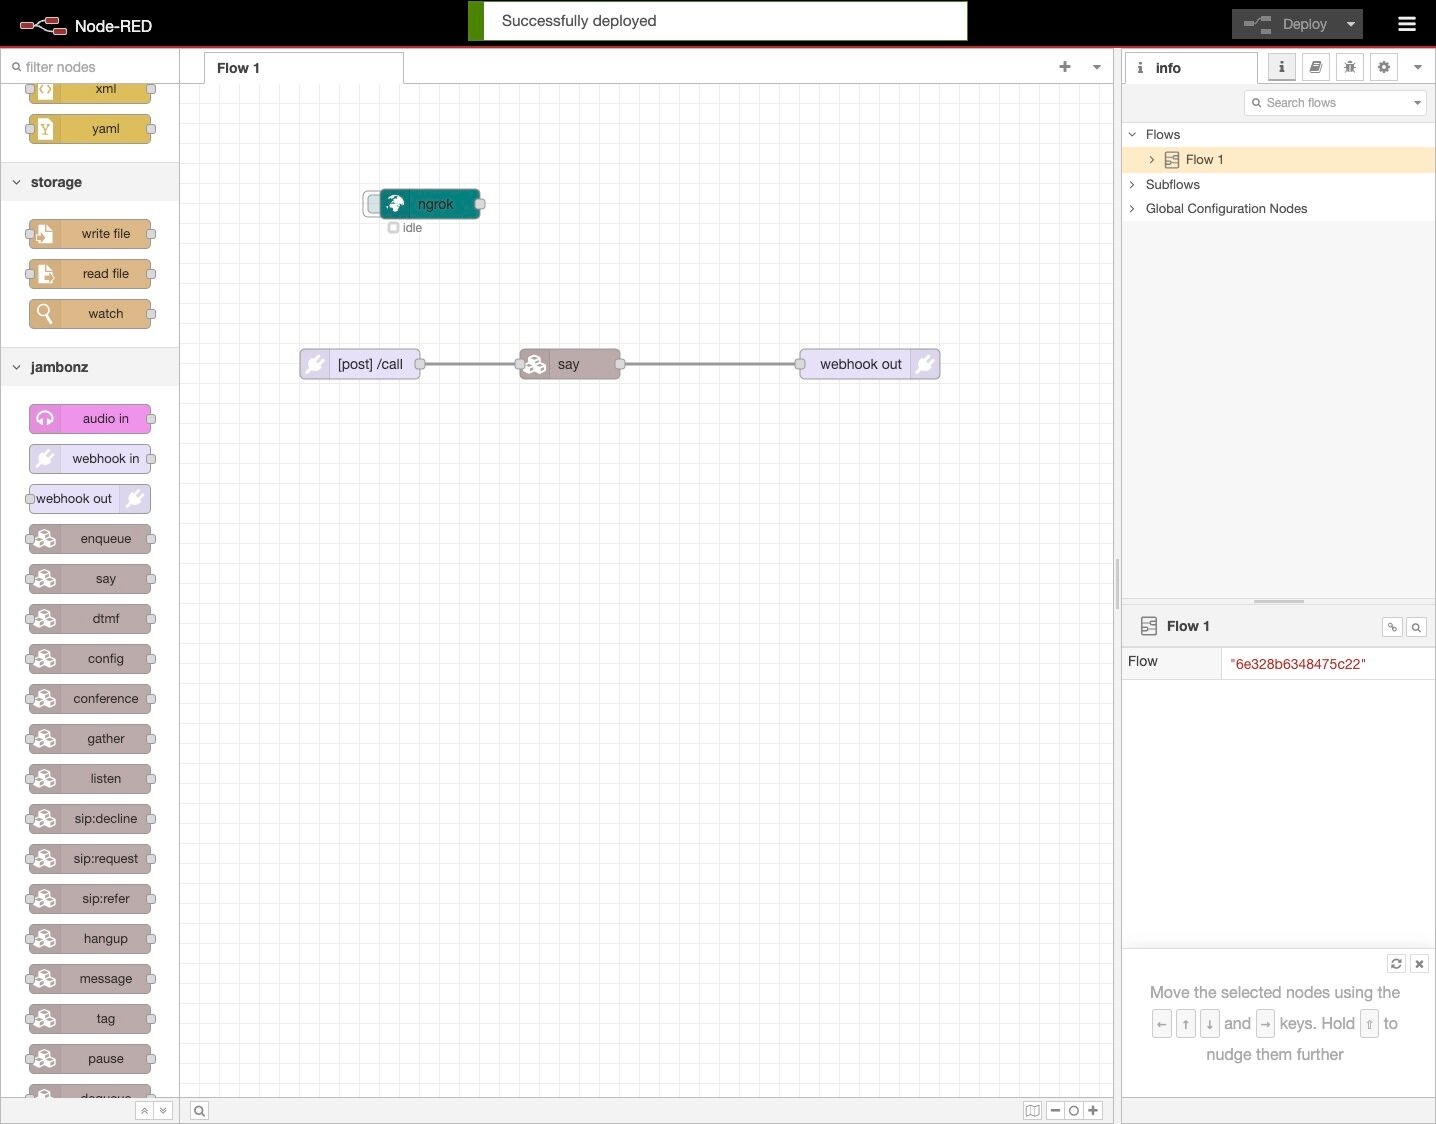 Node-RED
Successfully deployed
Deploy
filter nodes
xml
yaml
storage
write file
read file
watch
jambonz
audio in
webhook in
webhook out
enqueue
say
dtmf
config
conference
gather
listen
sip:decline
sip:request
sip:refer
hangup
message
tag
pause
dequeue
Flow 1
ngrok
idle
[post] /call
say
webhook out
info
Search flows
Flows
Flow 1
Subflows
Global Configuration Nodes
Flow 1
Flow "6e328b6348475c22"
Move the selected nodes using the
← ↑ ↓ and → keys. Hold ⇧ to
nudge them further